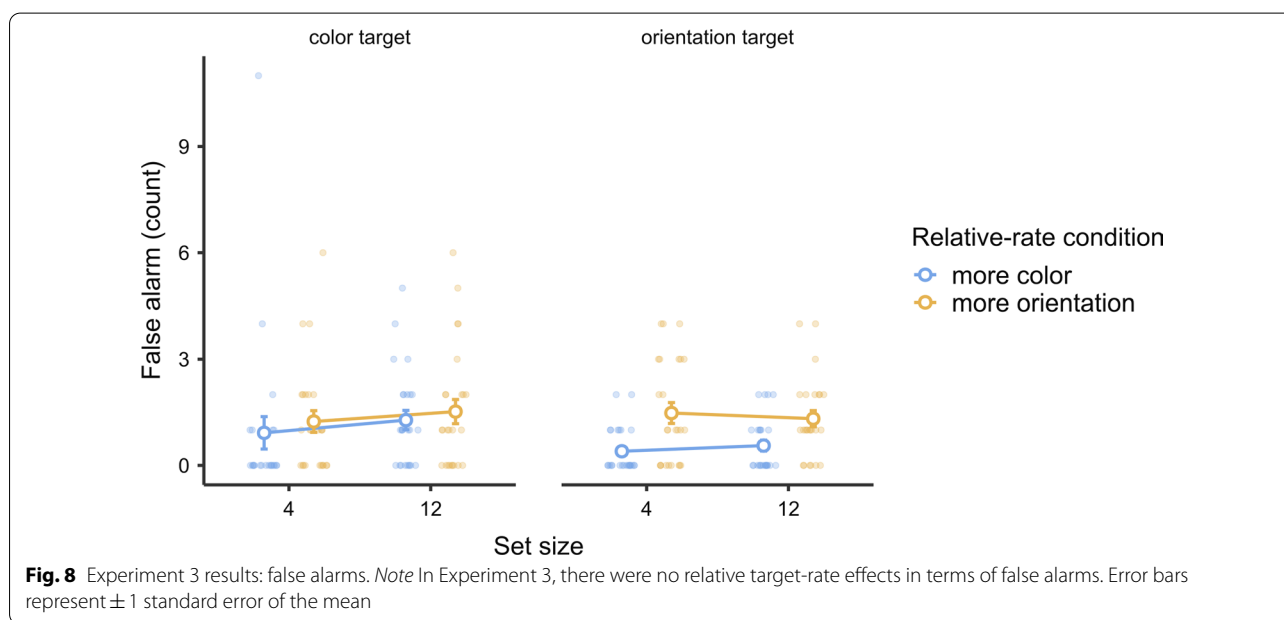 color target
orientation target
9
6
3
0
False alarm (count)
4
12
4
12
Set size
Relative-rate condition
more color
more orientation
Fig. 8 Experiment 3 results: false alarms. Note In Experiment 3, there were no relative target-rate effects in terms of false alarms. Error bars
represent ± 1 standard error of the mean